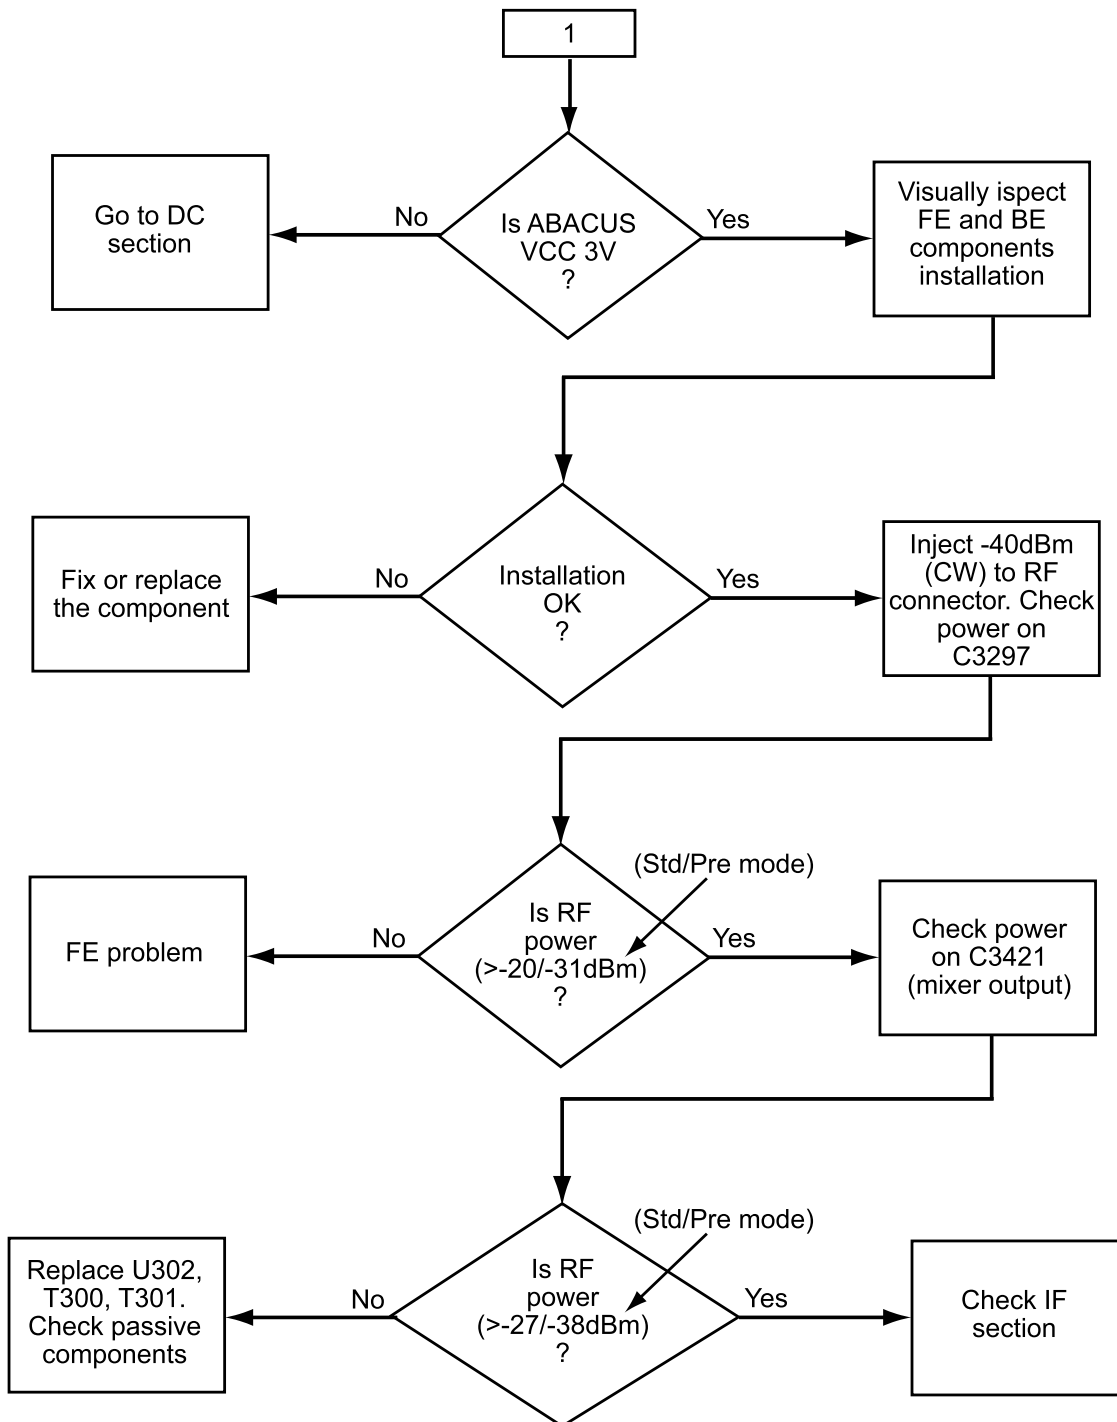 1
Go to DC
section
No
Is ABACUS
VCC 3V
?
Yes
Visually ispect
FE and BE
components
installation
Fix or replace
the component
No
Installation
OK
?
Yes
Inject -40dBm
(CW) to RF
connector. Check
power on
C3297
FE problem
No
(Std/Pre mode)
Is RF
power
(>-20/-31dBm)
?
Yes
Check power
on C3421
(mixer output)
Replace U302,
T300, T301.
Check passive
components
No
(Std/Pre mode)
Is RF
power
(>-27/-38dBm)
?
Yes
Check IF
section